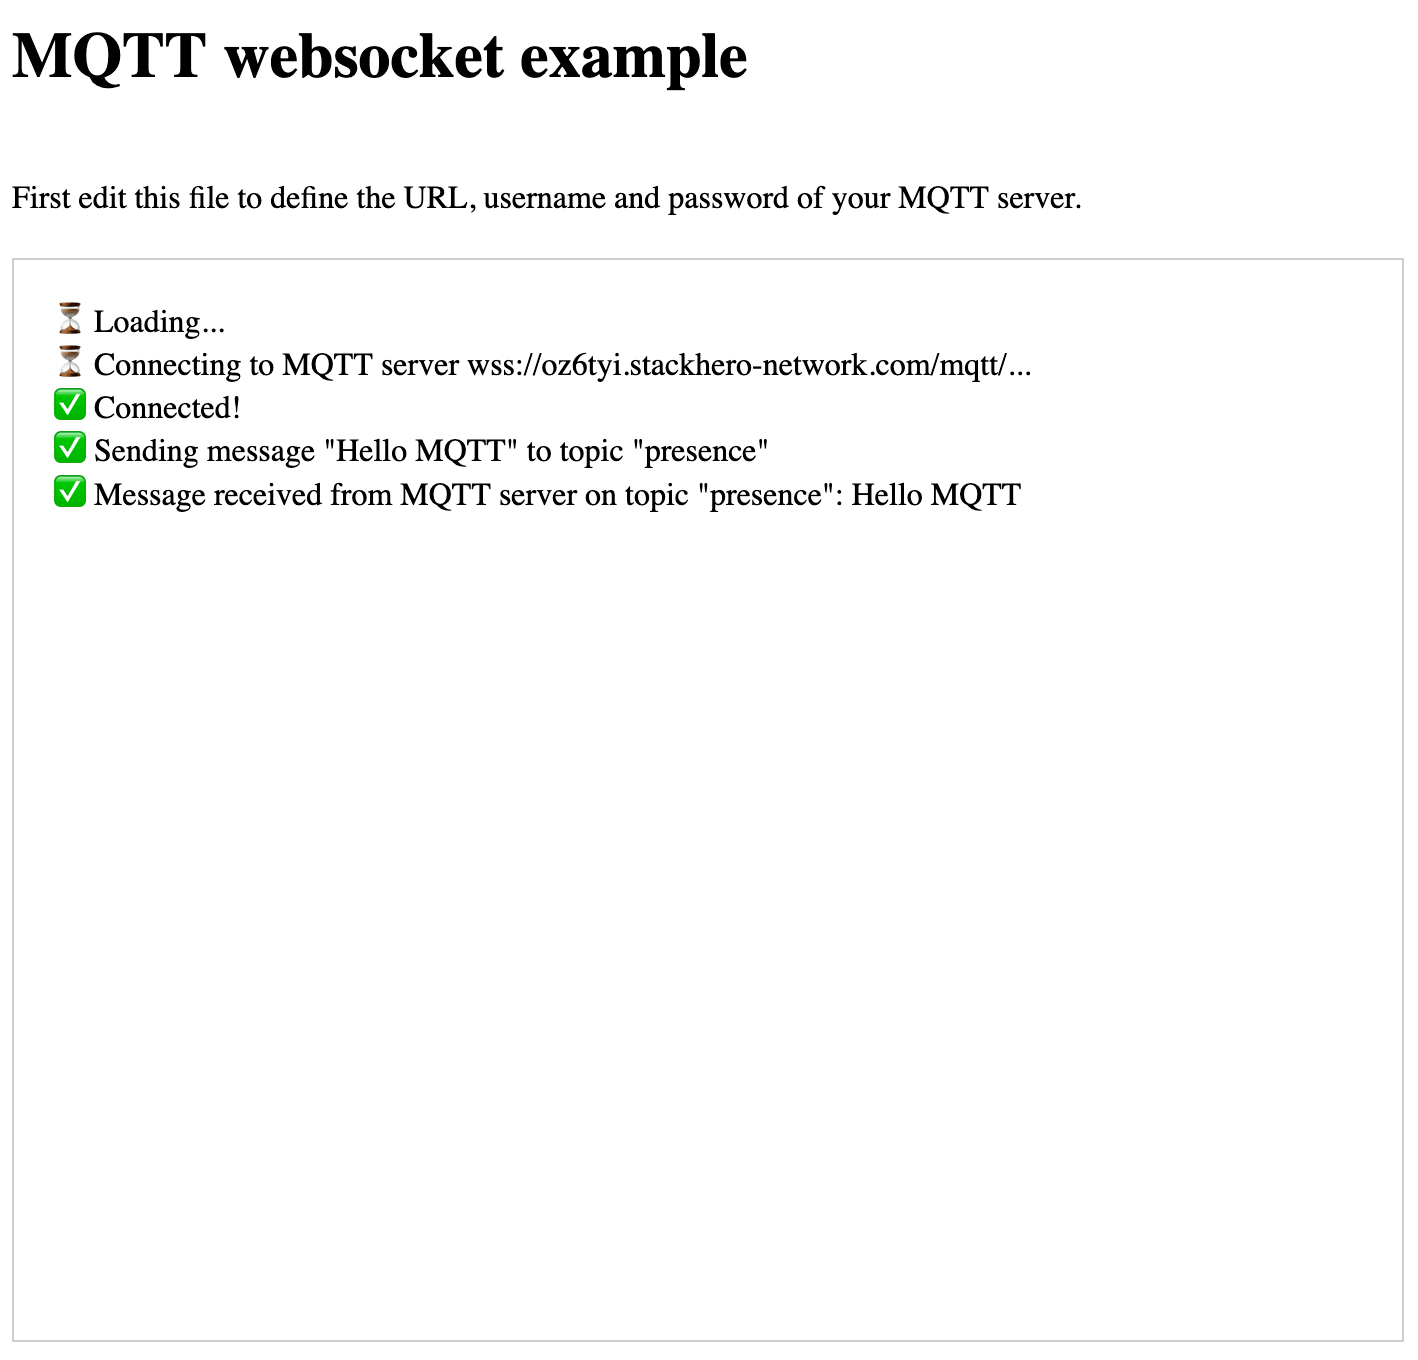 MQTT websocket example
First edit this file to define the URL, username and password of your MQTT server.
⏳ Loading...
⏳ Connecting to MQTT server wss://oz6tyi.stackhero-network.com/mqtt/...
✅ Connected!
✅ Sending message "Hello MQTT" to topic "presence"
✅ Message received from MQTT server on topic "presence": Hello MQTT